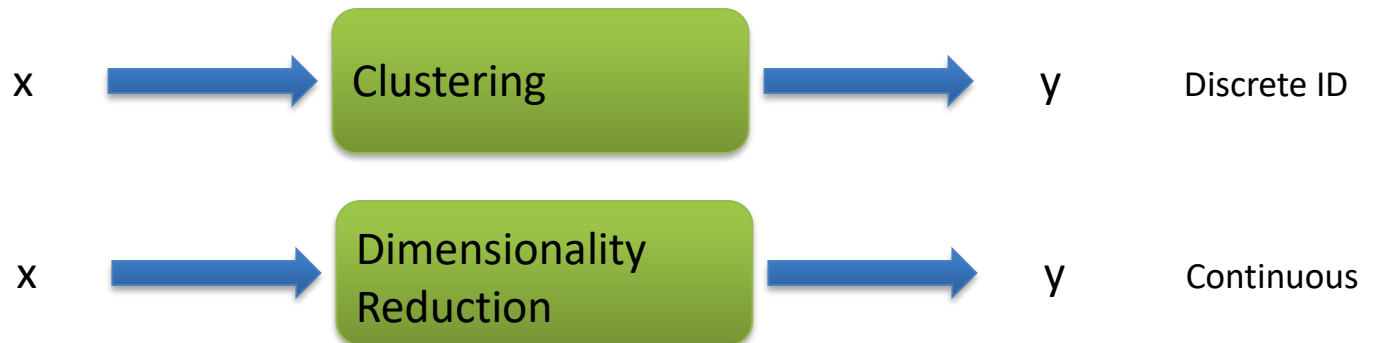 x Clustering y Discrete ID
x Dimensionality Reduction y Continuous